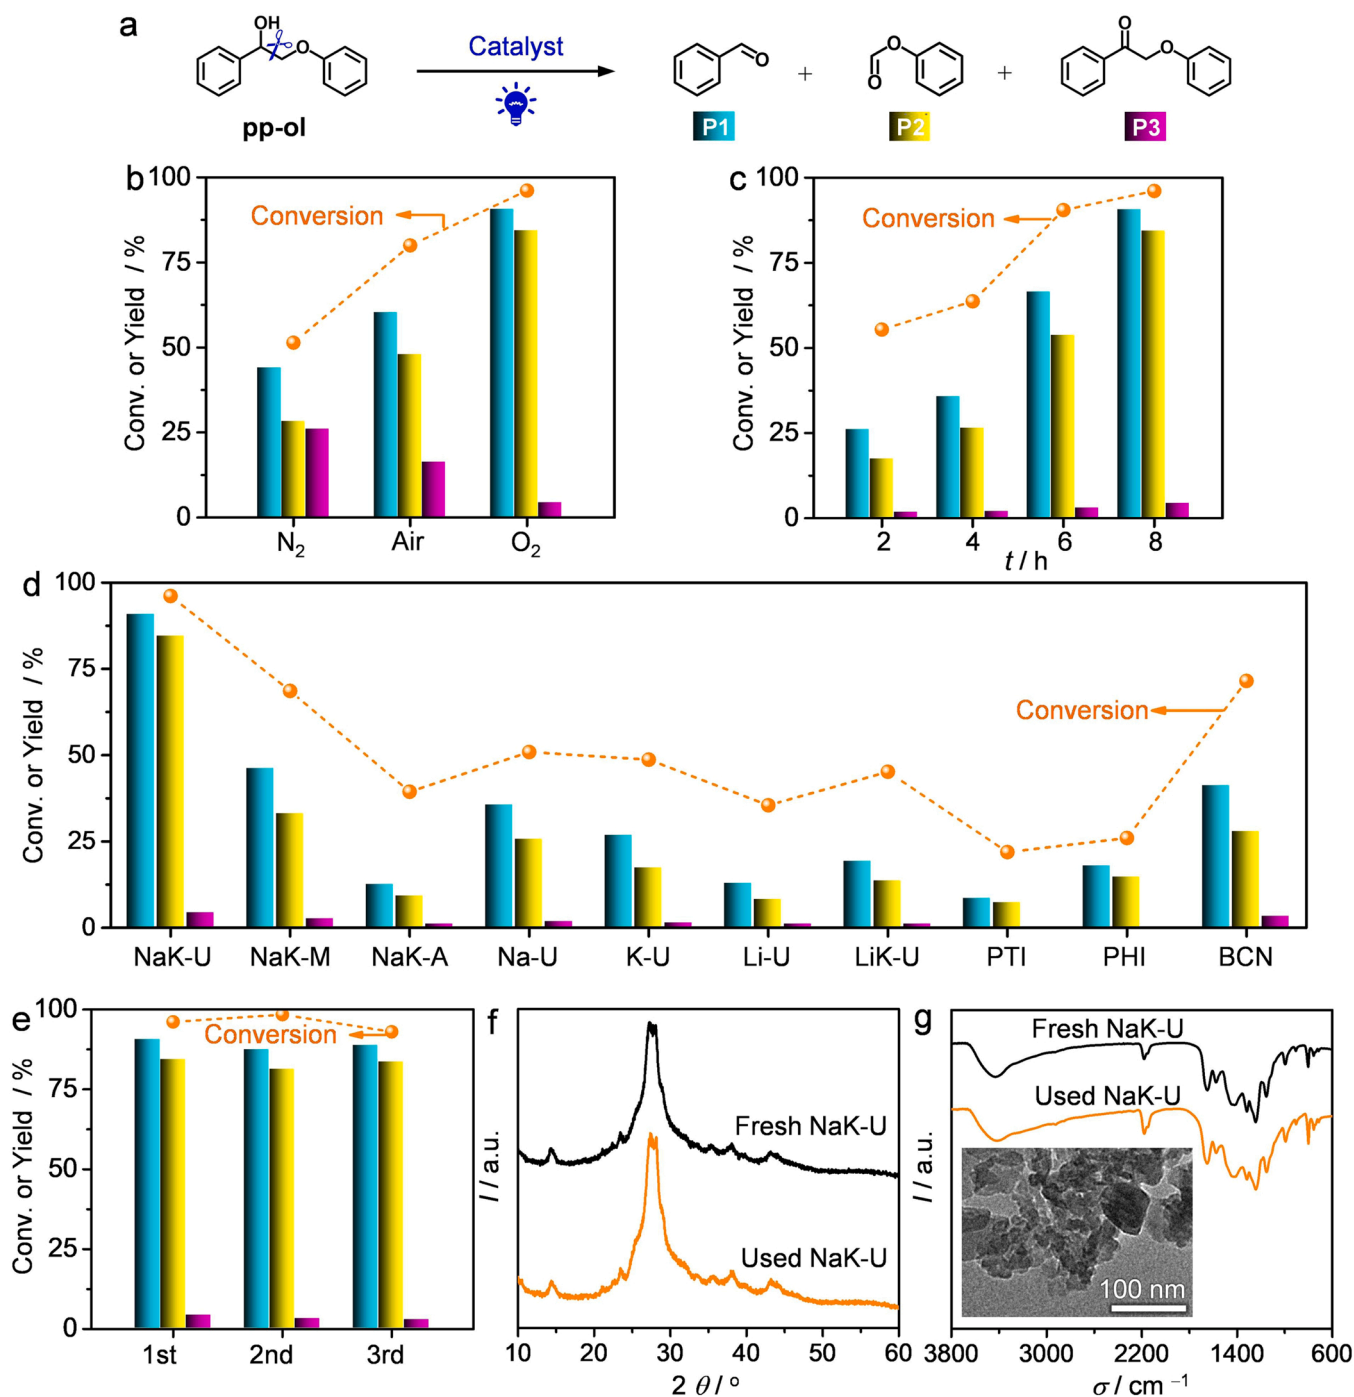 a
OH
O
pp-ol
Catalyst
O
P1
+
O
O
P2
+
O
O
P3
b
100
75
50
25
0
Conv. or Yield / %
Conversion
N₂
Air
O₂
c
100
75
50
25
0
Conv. or Yield / %
Conversion
2
4
6
8
t / h
d
100
75
50
25
0
Conv. or Yield / %
Conversion
NaK-U
NaK-M
NaK-A
Na-U
K-U
Li-U
LiK-U
PTI
PHI
BCN
e
100
75
50
25
0
Conv. or Yield / %
Conversion
1st
2nd
3rd
f
I / a.u.
Fresh NaK-U
Used NaK-U
10
20
30
40
50
60
2 θ / °
g
I / a.u.
Fresh NaK-U
Used NaK-U
100 nm
3800
3000
2200
1400
600
σ / cm ⁻¹